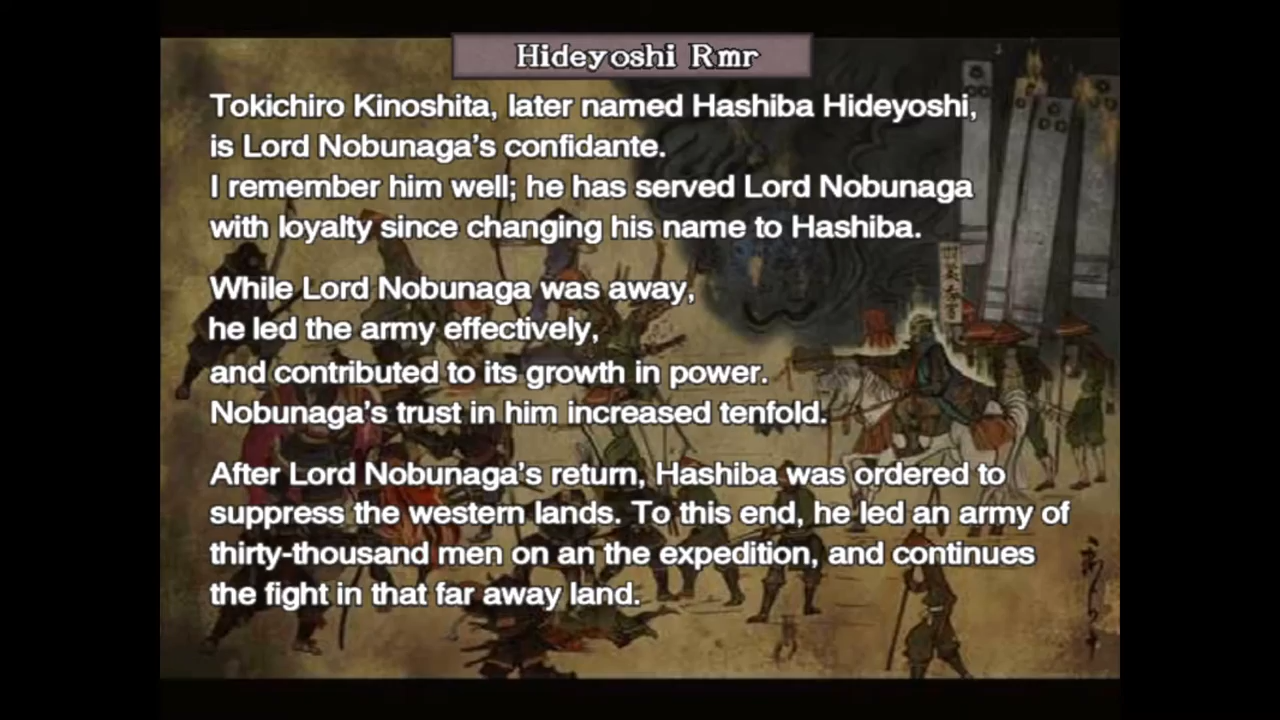 Hideyoshi Rmr
Tokichiro Kinoshita, later named Hashiba Hideyoshi,
is Lord Nobunaga's confidante.
I remember him well; he has served Lord Nobunaga
with loyalty since changing his name to Hashiba.
While Lord Nobunaga was away,
he led the army effectively,
and contributed to its growth in power.
Nobunaga's trust in him increased tenfold.
After Lord Nobunaga's return, Hashiba was ordered to
suppress the western lands. To this end, he led an army of
thirty-thousand men on an the expedition, and continues
the fight in that far away land.